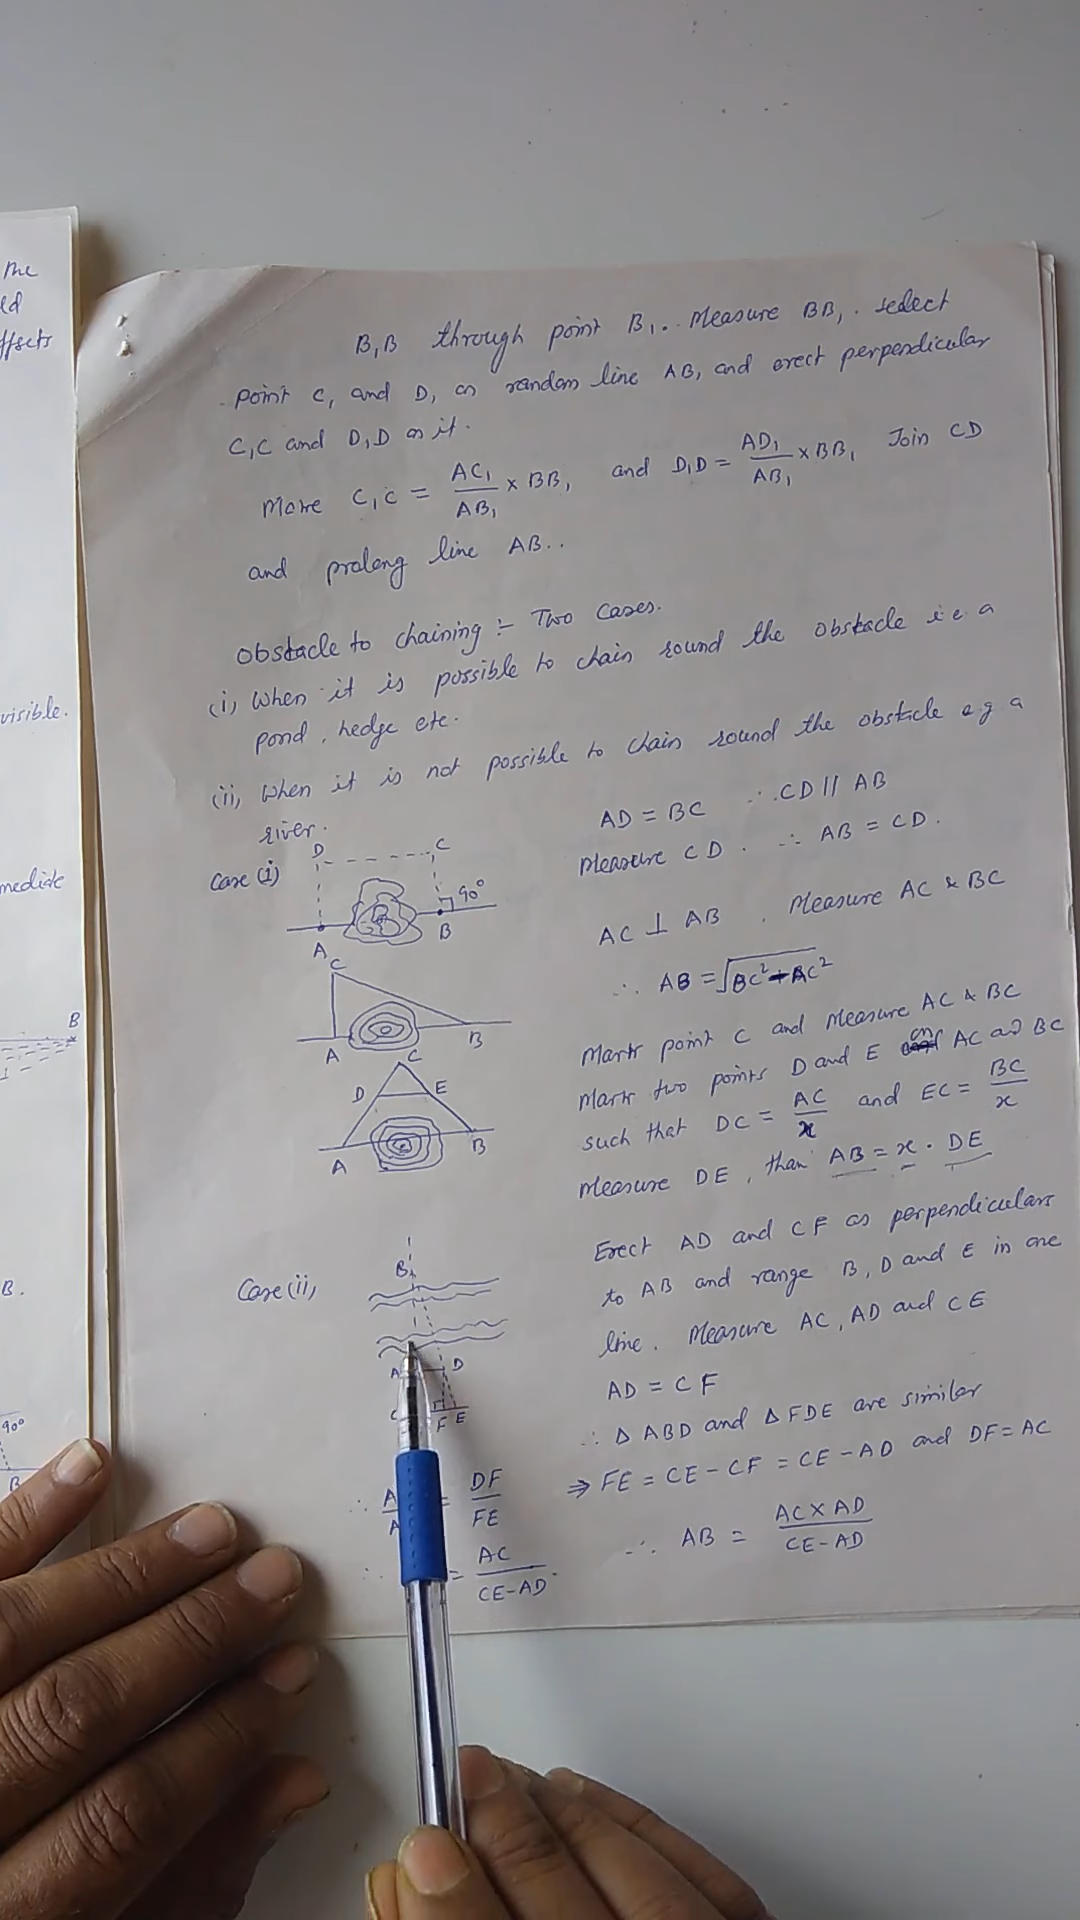 the
ed
ffsets
visible.
mediate
B
B.
90°
B
B₁B through point B₁. Measure BB₁. select
point C₁ and D₁ on random line AB₁ and erect perpendicular
C₁C and D₁D on it.
Make C₁C = AC₁/AB₁ × BB₁ and D₁D = AD₁/AB₁ × BB₁ Join CD
and prolong line AB..
Obstacle to chaining :- Two Cases.
(i) When it is possible to chain round the obstacle i.e a
pond, hedge etc.
(ii) When it is not possible to chain round the obstacle e.g a
river.
Case (i)
D C
90°
A B
AD = BC ∴ CD // AB
Measure CD. ∴ AB = CD.
C
A B
AC ⊥ AB . Measure AC & BC
∴ AB = √BC² - AC²
C
D E
A B
Mark point C and Measure AC & BC
Mark two points D and E on AC and BC
such that DC = AC/x and EC = BC/x
Measure DE, than AB = x · DE
Case (ii)
B
A D
C F E
Erect AD and CF as perpendiculars
to AB and range B, D and E in one
line. Measure AC, AD and CE
AD = CF
∴ Δ ABD and Δ FDE are similar
⇒ FE = CE - CF = CE - AD and DF = AC
∴ A/A = DF/FE
∴ = AC/CE-AD.
∴ AB = AC X AD/CE-AD